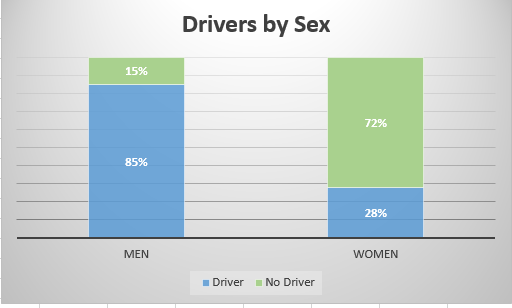 Drivers by Sex
15%
72%
85%
28%
MEN
WOMEN
Driver
No Driver